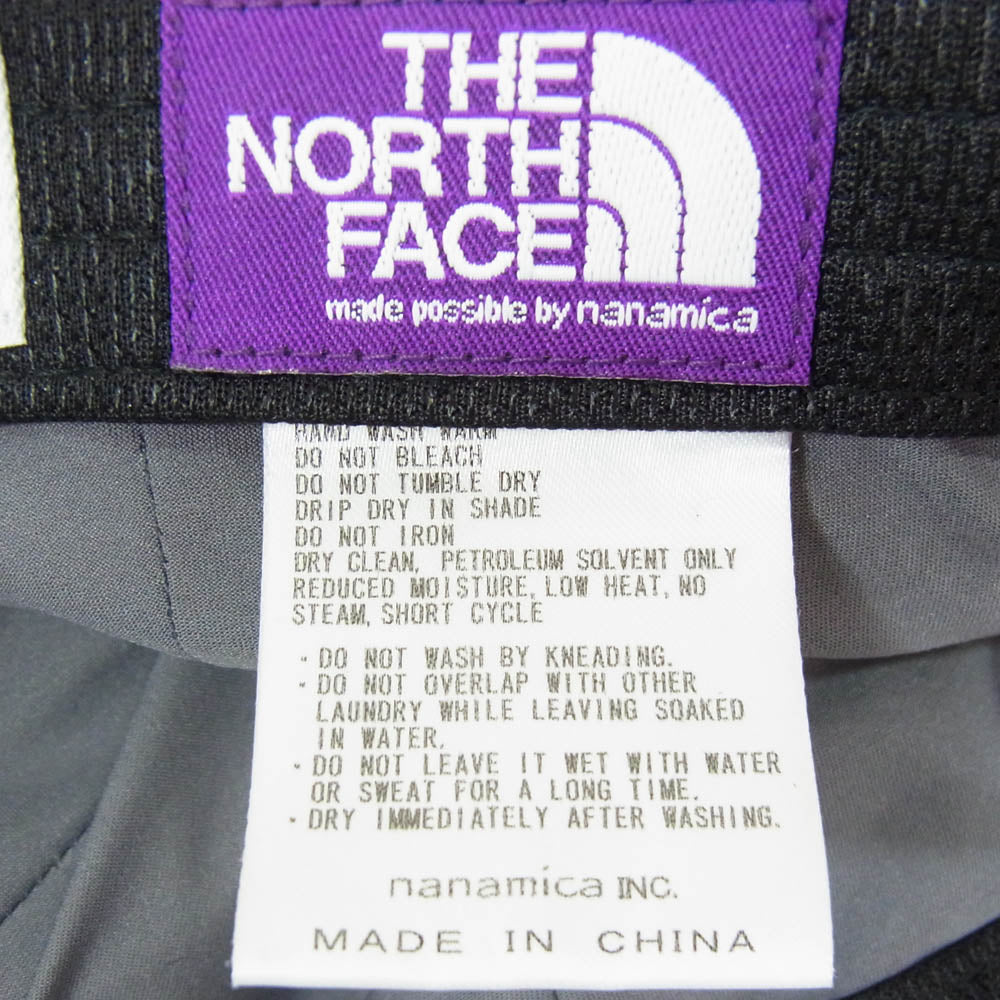 THE
NORTH
FACE
made possible by nanamica
HAND WASH WARM
DO NOT BLEACH
DO NOT TUMBLE DRY
DRIP DRY IN SHADE
DO NOT IRON
DRY CLEAN, PETROLEUM SOLVENT ONLY
REDUCED MOISTURE, LOW HEAT, NO
STEAM, SHORT CYCLE
・DO NOT WASH BY KNEADING.
・DO NOT OVERLAP WITH OTHER
LAUNDRY WHILE LEAVING SOAKED
IN WATER.
・DO NOT LEAVE IT WET WITH WATER
OR SWEAT FOR A LONG TIME.
・DRY IMMEDIATELY AFTER WASHING.
nanamica INC.
MADE IN CHINA